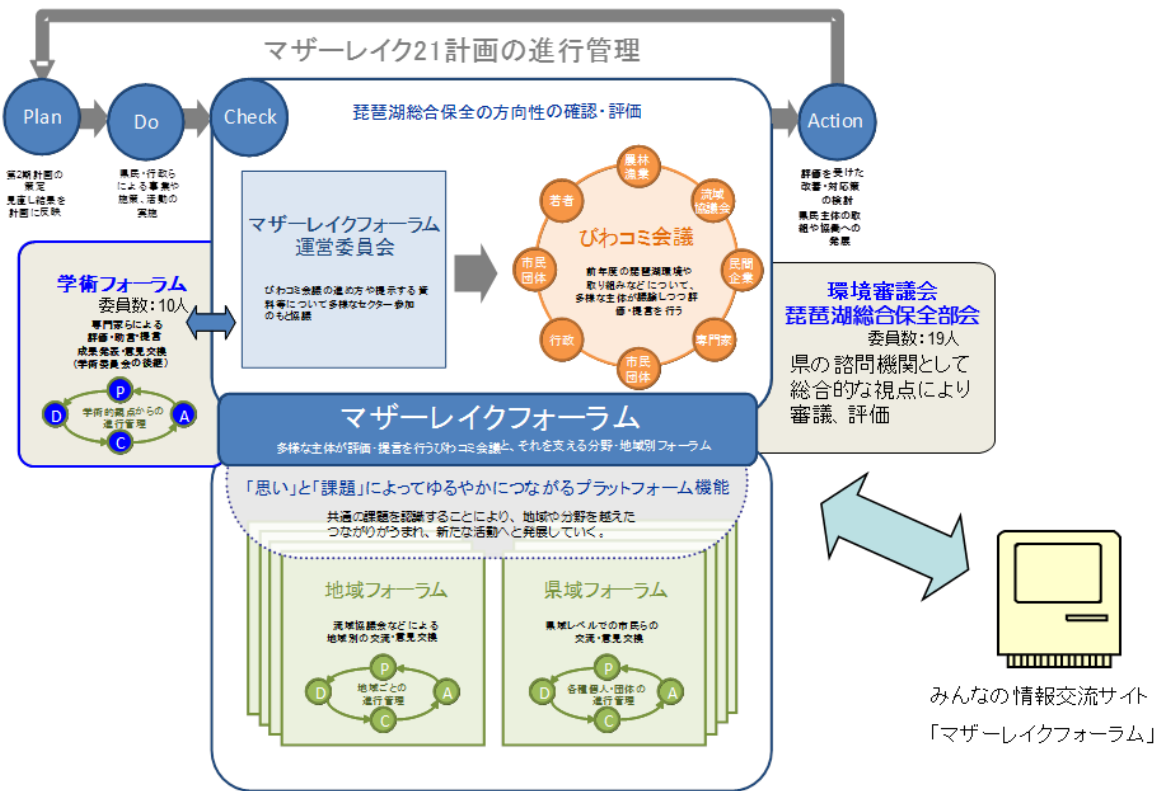 マザーレイク21計画の進行管理
Plan
Do
Check
Action
第2期計画の
策定
見直し結果を
計画に反映
県民・行政ら
による事業や
施策、活動の
実施
琵琶湖総合保全の方向性の確認・評価
評価を受けた
改善・対応策
の検討
県民主体の取
組や協働への
発展
マザーレイクフォーラム
運営委員会
びわコミ会議の進め方や提示する資
料等について多様なセクター参加
のもと協議
農林
漁業
流域
協議会
民間
企業
専門家
市民
団体
行政
市民
団体
若者
びわコミ会議
前年度の琵琶湖環境や
取り組みなどについて、
多様な主体が議論しつつ評
価・提言を行う
学術フォーラム
委員数：10人
専門家らによる
評価・助言・提言
成果発表・意見交換
(学術委員会の後継)
P
D
A
C
学術的観点からの
進行管理
環境審議会
琵琶湖総合保全部会
委員数：19人
県の諮問機関として
総合的な視点により
審議、評価
マザーレイクフォーラム
多様な主体が評価・提言を行うびわコミ会議と、それを支える分野・地域別フォーラム
「思い」と「課題」によってゆるやかにつながるプラットフォーム機能
共通の課題を認識することにより、地域や分野を越えた
つながりがうまれ、新たな活動へと発展していく。
地域フォーラム
流域協議会などによる
地域別の交流・意見交換
P
D
A
C
地域ごとの
進行管理
県域フォーラム
県域レベルでの市民らの
交流・意見交換
P
D
A
C
各種個人・団体の
進行管理
みんなの情報交流サイト
「マザーレイクフォーラム」